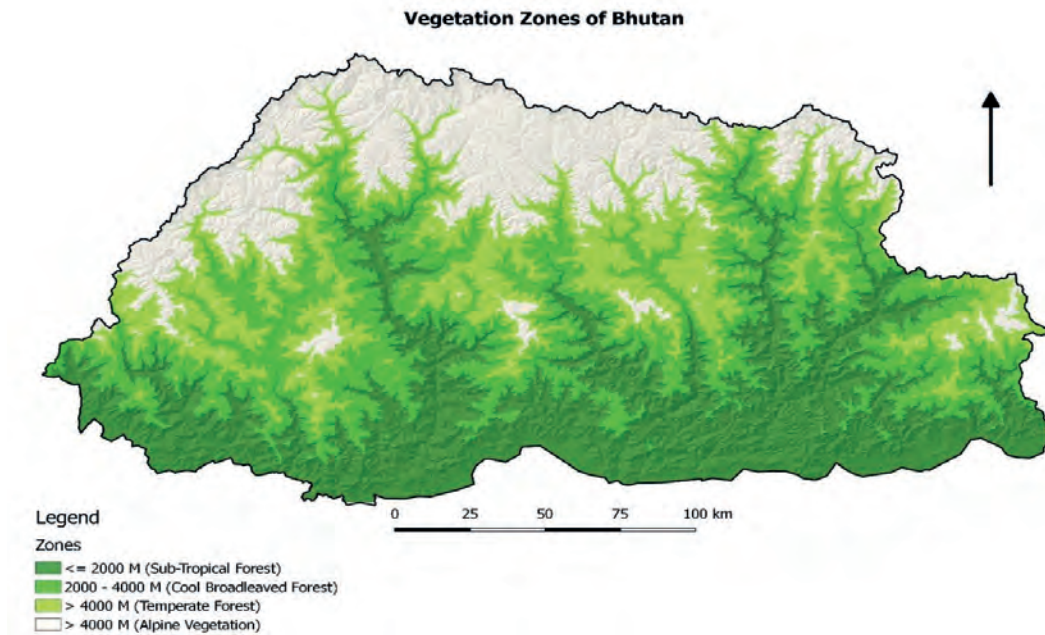 Vegetation Zones of Bhutan
Legend
0 25 50 75 100 km
Zones
<= 2000 M (Sub-Tropical Forest)
2000 - 4000 M (Cool Broadleaved Forest)
> 4000 M (Temperate Forest)
> 4000 M (Alpine Vegetation)